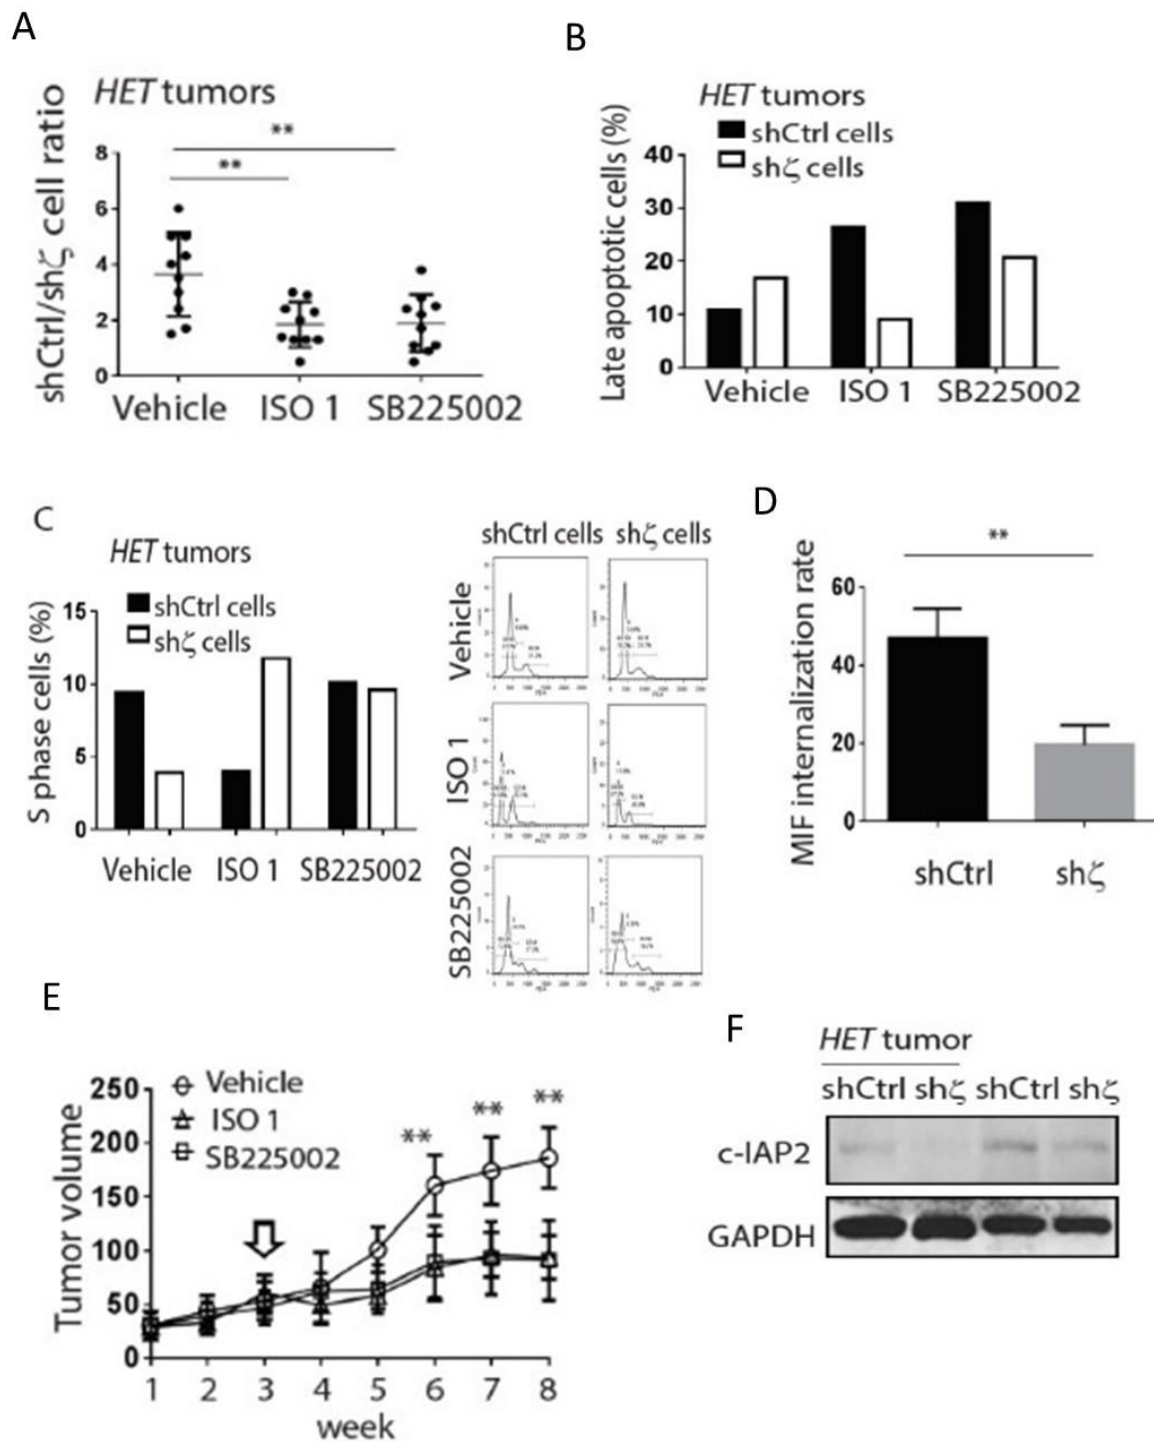 A
HET tumors
shCtrl/shζ cell ratio
**
**
8
6
4
2
0
Vehicle ISO 1 SB225002
B
HET tumors
shCtrl cells
shζ cells
Late apoptotic cells (%)
40
30
20
10
0
Vehicle ISO 1 SB225002
C
HET tumors
shCtrl cells
shζ cells
S phase cells (%)
15
10
5
0
Vehicle ISO 1 SB225002
shCtrl cells shζ cells
Vehicle
ISO 1
SB225002
D
**
MIF internalization rate
60
40
20
0
shCtrl shζ
E
Vehicle
ISO 1
SB225002
Tumor volume
250
200
150
100
50
0
** ** **
1 2 3 4 5 6 7 8
week
F
HET tumor
shCtrl shζ shCtrl shζ
c-IAP2
GAPDH